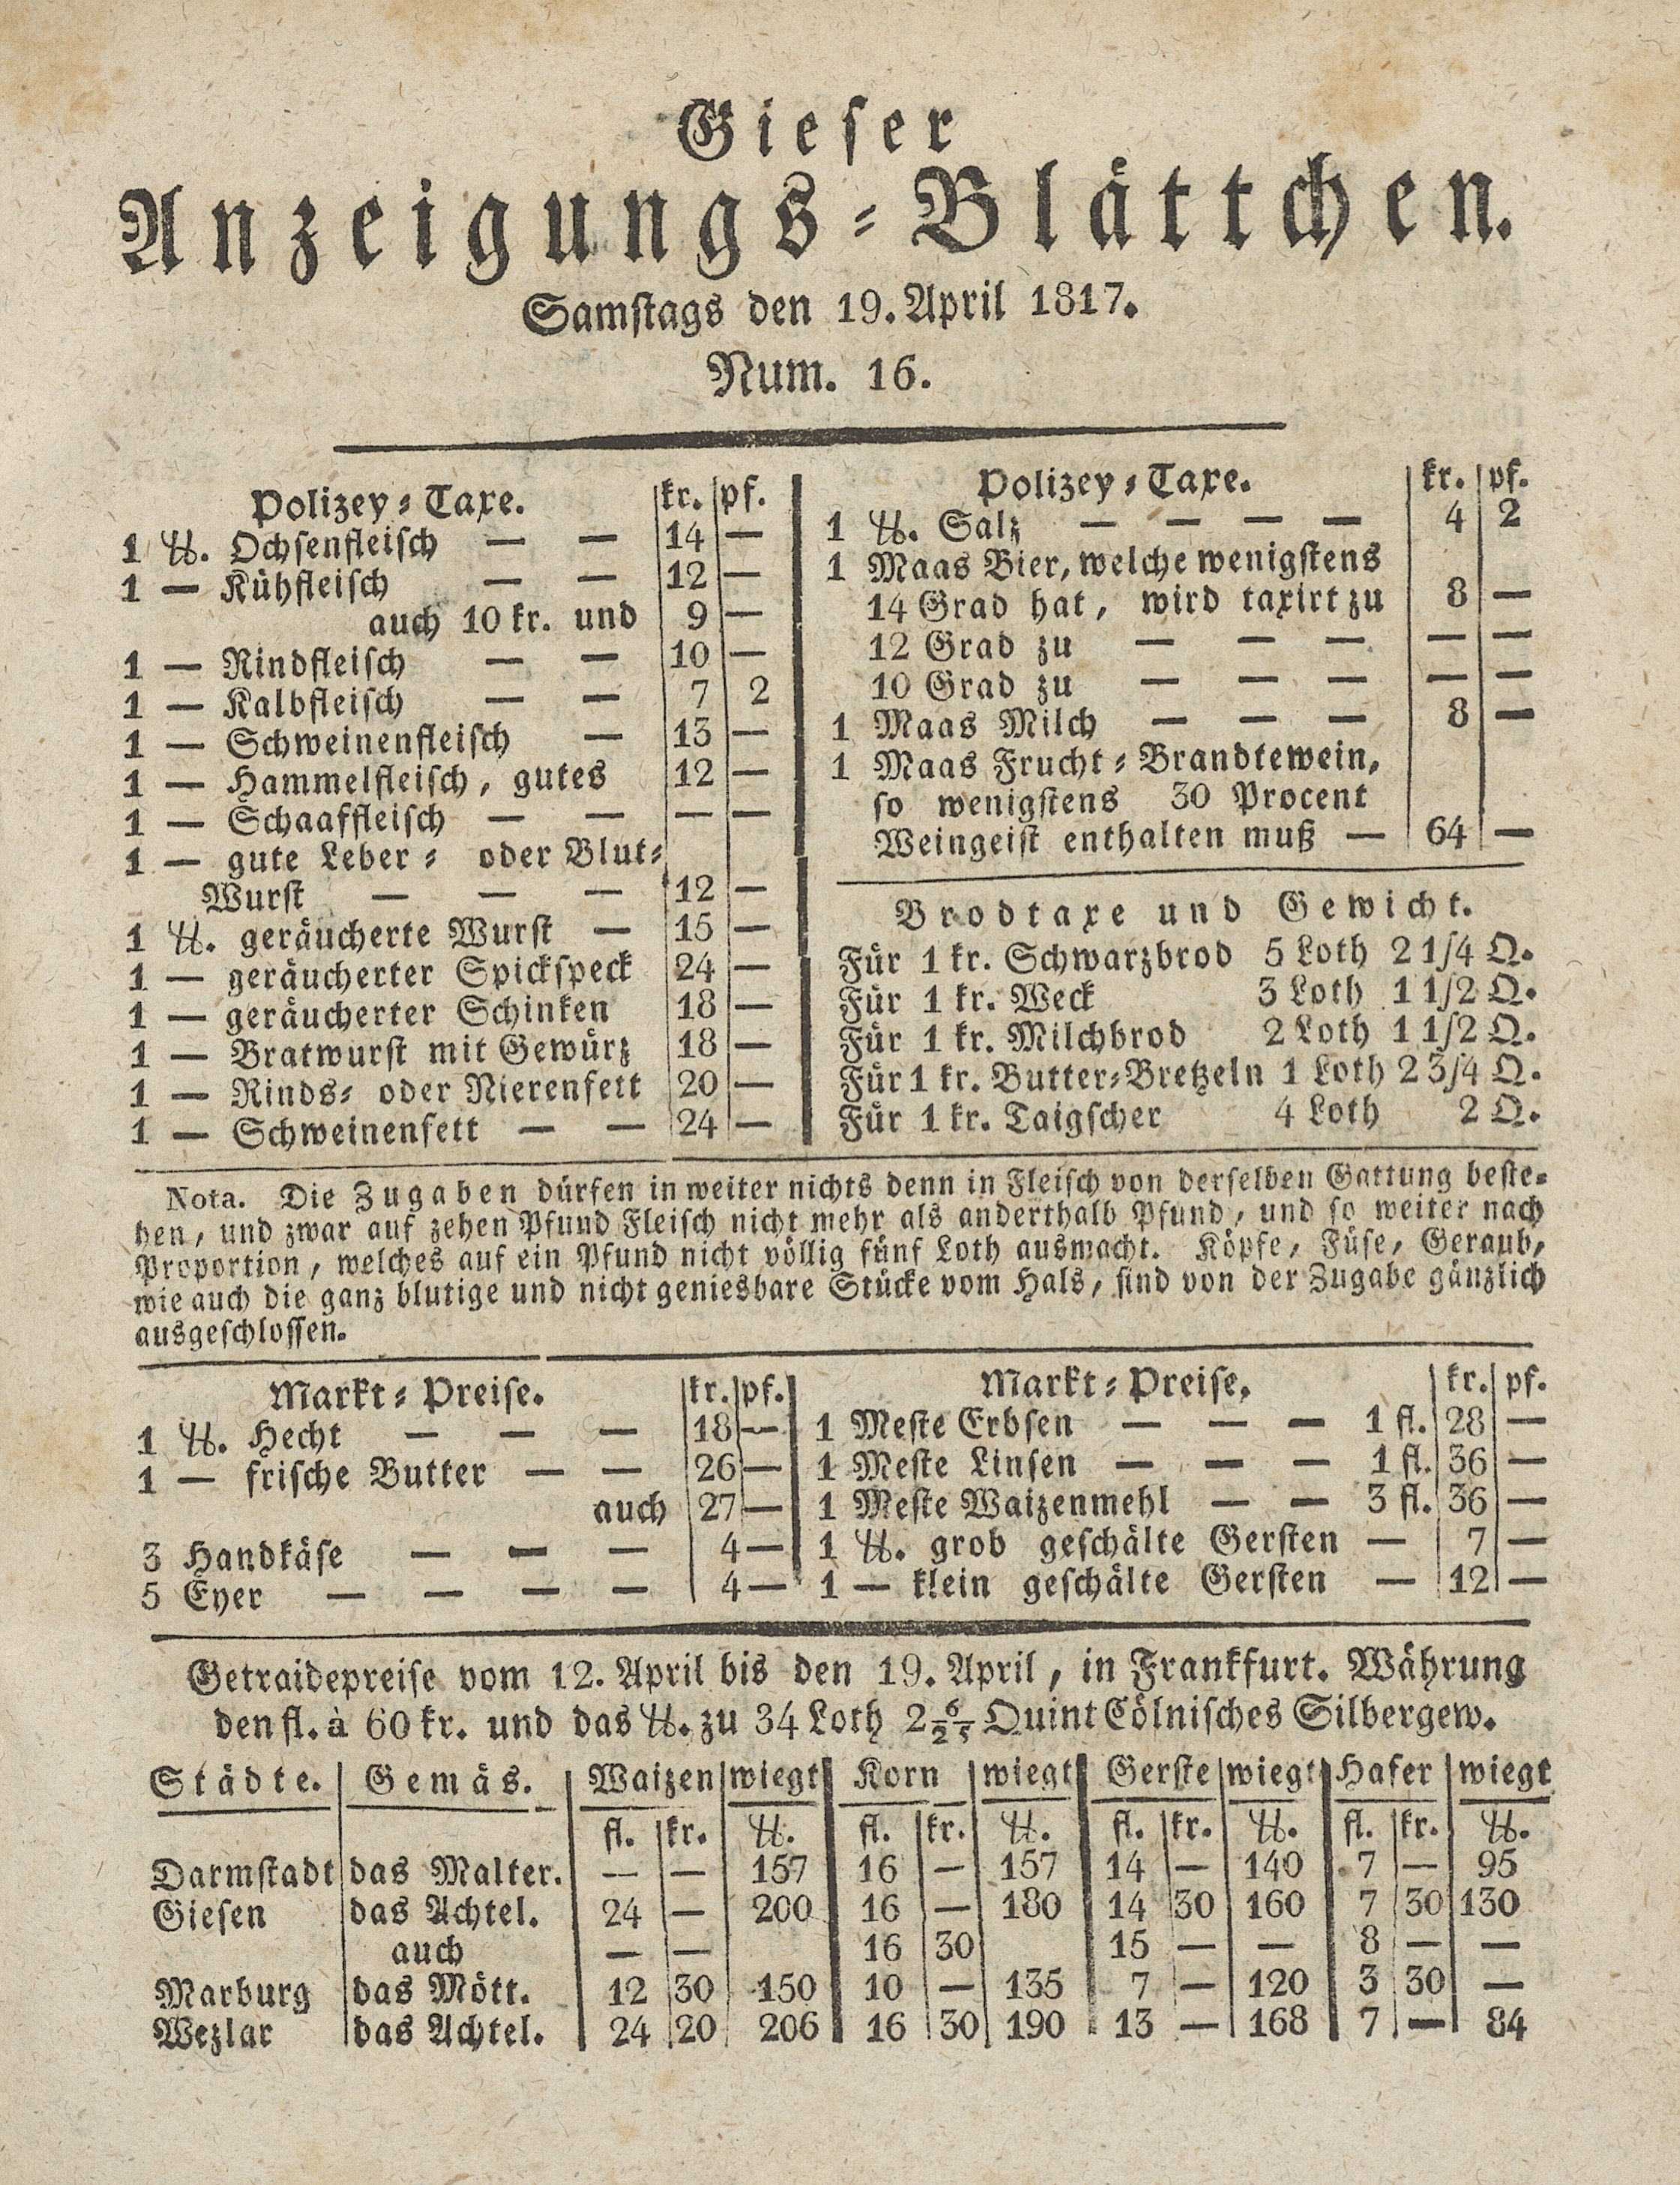 Gieser
Anzeigungs-Blättchen.
Samstags den 19. April 1817.
Num. 16.
Polizey-Taxe. kr. pf.
1 ℔. Ochsenfleisch — — 14 —
1 — Kühfleisch — — 12 —
auch 10 kr. und 9 —
1 — Rindfleisch — — 10 —
1 — Kalbfleisch — — 7 2
1 — Schweinenfleisch — 13 —
1 — Hammelfleisch, gutes 12 —
1 — Schaaffleisch — — — —
1 — gute Leber- oder Blut-
Wurst — — — 12 —
1 ℔. geräucherte Wurst — 15 —
1 — geräucherter Spickspeck 24 —
1 — geräucherter Schinken 18 —
1 — Bratwurst mit Gewürz 18 —
1 — Rinds- oder Nierenfett 20 —
1 — Schweinenfett — — 24 —
Polizey-Taxe. kr. pf.
1 ℔. Salz — — — — 4 2
1 Maas Bier, welche wenigstens
14 Grad hat, wird taxirt zu 8 —
12 Grad zu — — — — —
10 Grad zu — — — — —
1 Maas Milch — — — 8 —
1 Maas Frucht-Brandtewein,
so wenigstens 30 Procent
Weingeist enthalten muß — 64 —
Brodtaxe und Gewicht.
Für 1 kr. Schwarzbrod 5 Loth 2 1/4 Q.
Für 1 kr. Weck 3 Loth 1 1/2 Q.
Für 1 kr. Milchbrod 2 Loth 1 1/2 Q.
Für 1 kr. Butter-Bretzeln 1 Loth 2 3/4 Q.
Für 1 kr. Taigscher 4 Loth 2 Q.
Nota. Die Zugaben dürfen in weiter nichts denn in Fleisch von derselben Gattung beste-
hen, und zwar auf zehen Pfund Fleisch nicht mehr als anderthalb Pfund, und so weiter nach
Proportion, welches auf ein Pfund nicht völlig fünf Loth ausmacht. Köpfe, Füse, Geraub,
wie auch die ganz blutige und nicht geniesbare Stücke vom Hals, sind von der Zugabe gänzlich
ausgeschlossen.
Markt-Preise. kr. pf.
1 ℔. Hecht — — — 18 —
1 — frische Butter — — 26 —
auch 27 —
3 Handkäse — — — 4 —
5 Eyer — — — — 4 —
Markt-Preise. kr. pf.
1 Meste Erbsen — — — 1 fl. 28 —
1 Meste Linsen — — — 1 fl. 36 —
1 Meste Waizenmehl — — 3 fl. 36 —
1 ℔. grob geschälte Gersten — 7 —
1 — klein geschälte Gersten — 12 —
Getraidepreise vom 12. April bis den 19. April, in Frankfurt. Währung
den fl. à 60 kr. und das ℔. zu 34 Loth 2 6/25 Quint Cölnisches Silbergew.
Städte. Gemäs. Waizen wiegt Korn wiegt Gerste wiegt Hafer wiegt
fl. kr. ℔. fl. kr. ℔. fl. kr. ℔. fl. kr. ℔.
Darmstadt das Malter. — — 157 16 — 157 14 — 140 7 — 95
Giesen das Achtel. 24 — 200 16 — 180 14 30 160 7 30 130
auch — — 16 30 15 — — 8 — —
Marburg das Mött. 12 30 150 10 — 135 7 — 120 3 30 —
Wezlar das Achtel. 24 20 206 16 30 190 13 — 168 7 — 84